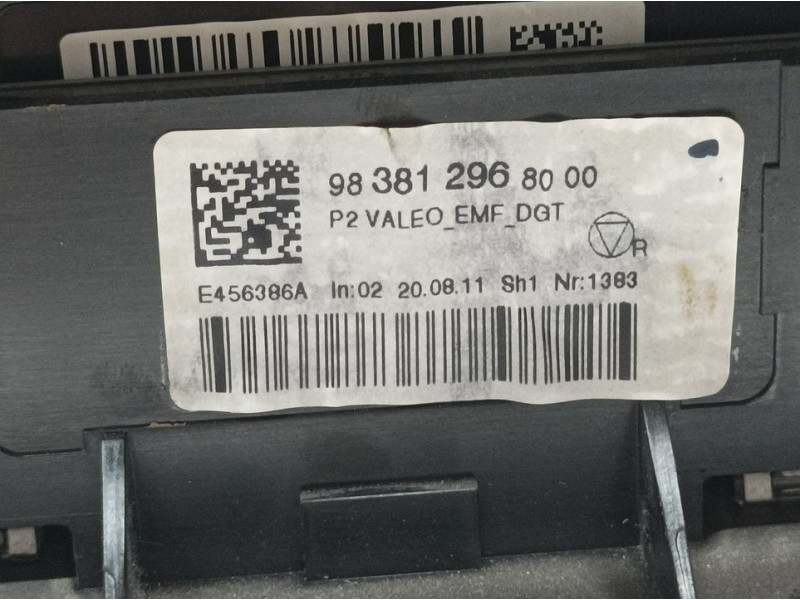 98 381 296 80 00
P2 VALEO_EMF_DGT
R
E456386A In:02 20.08.11 Sh1 Nr:1383